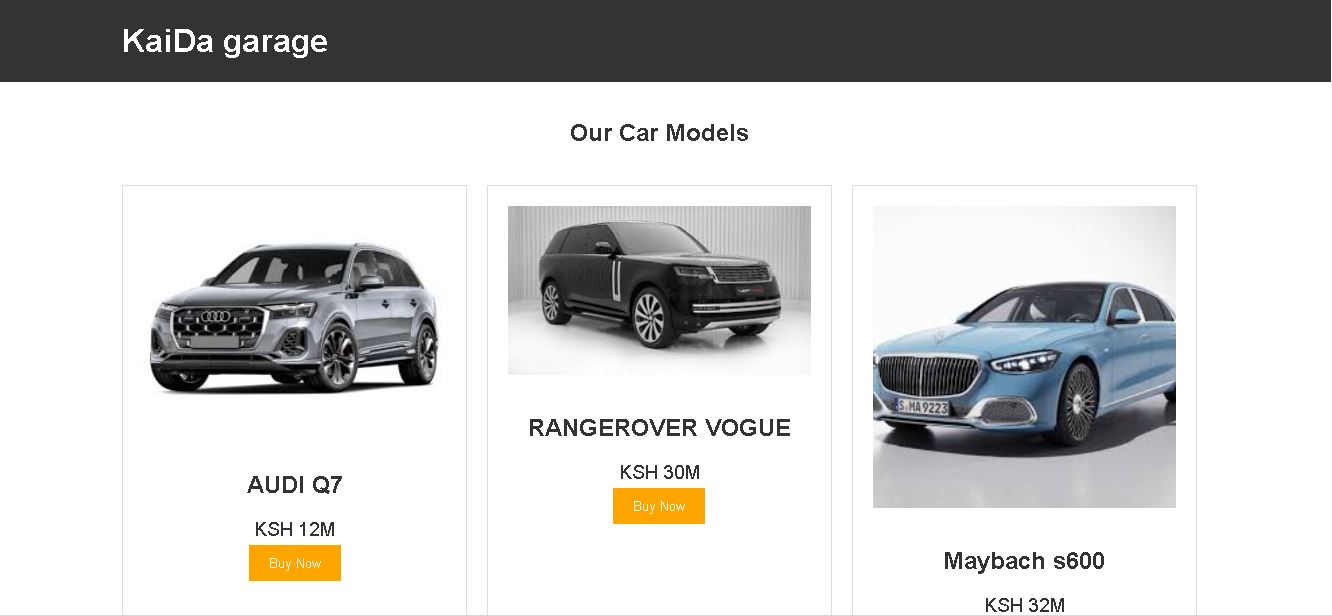 KaiDa garage
Our Car Models
AUDI Q7
KSH 12M
Buy Now
RANGEROVER VOGUE
KSH 30M
Buy Now
S MA 9223
Maybach s600
KSH 32M